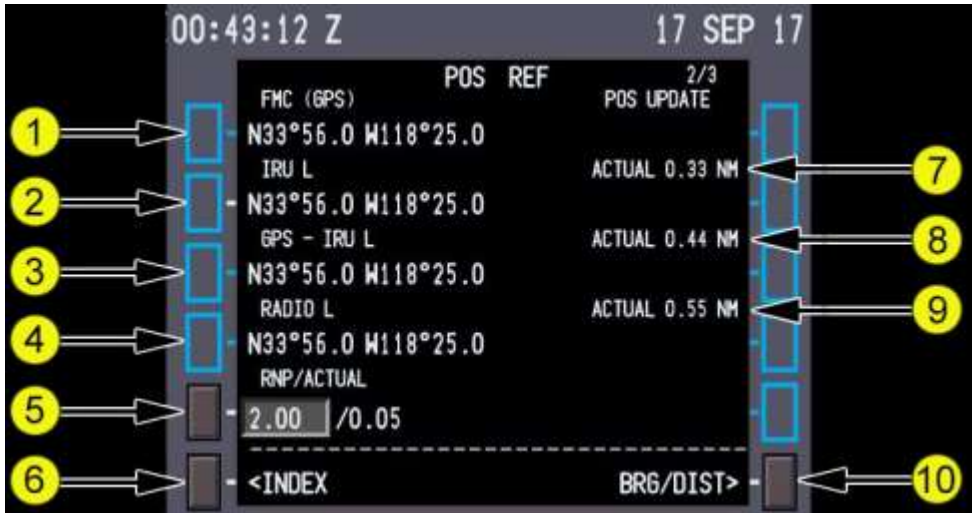 00:43:12 Z 17 SEP 17
POS REF 2/3
FMC (GPS) POS UPDATE
1 N33°56.0 W118°25.0
IRU L ACTUAL 0.33 NM 7
2 N33°56.0 W118°25.0
GPS - IRU L ACTUAL 0.44 NM 8
3 N33°56.0 W118°25.0
RADIO L ACTUAL 0.55 NM 9
4 N33°56.0 W118°25.0
RNP/ACTUAL
5 2.00 /0.05
6 <INDEX BRG/DIST> 10